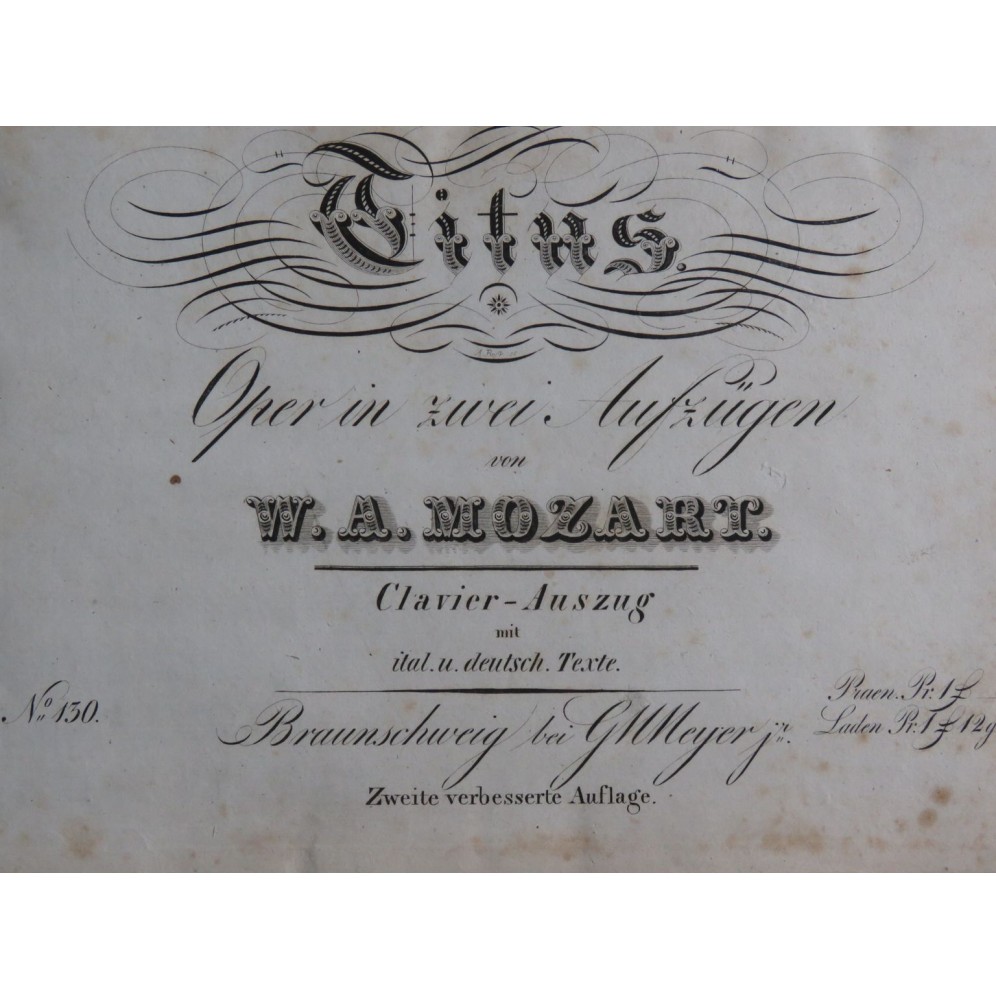 Titus.
Oper in zwei Aufzügen
von
W. A. MOZART.
Clavier-Auszug
mit
ital. u. deutsch. Texte.
No 130.
Braunschweig bei G M Meyer jr.
Praen. Pr. 1
Laden Pr. 1 12 g
Zweite verbesserte Auflage.